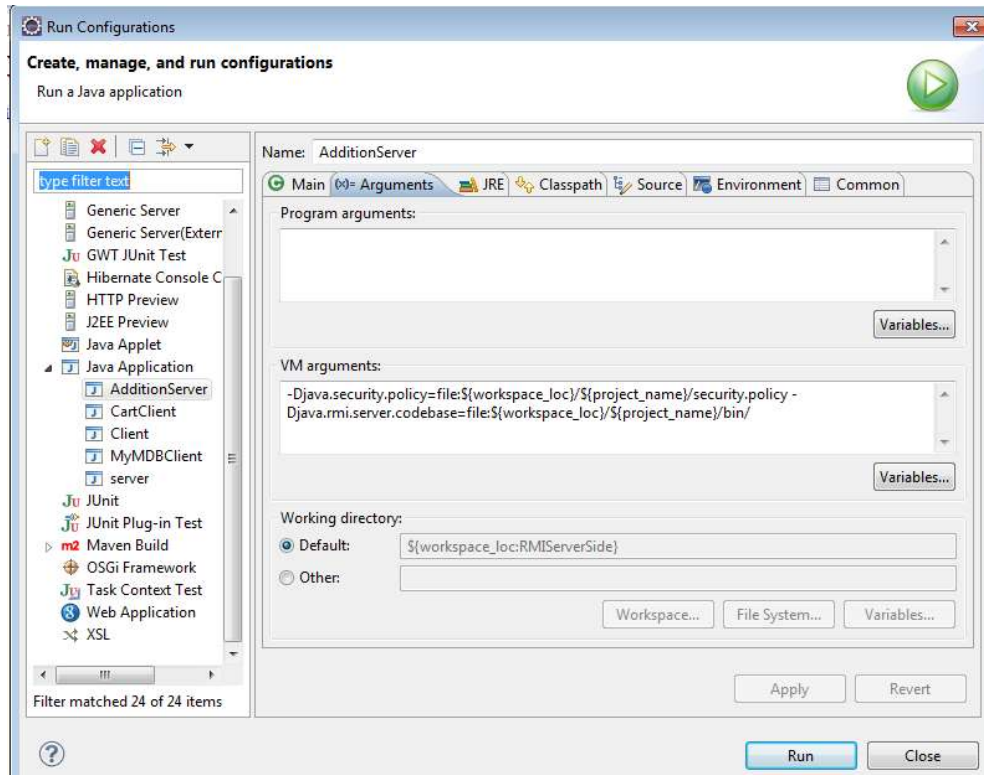 Run Configurations
Create, manage, and run configurations
Run a Java application
type filter text
Generic Server
Generic Server(Extern
Ju GWT JUnit Test
Hibernate Console C
HTTP Preview
J2EE Preview
Java Applet
Java Application
AdditionServer
CartClient
Client
MyMDBClient
server
Ju JUnit
JUnit Plug-in Test
m2 Maven Build
OSGi Framework
Task Context Test
Web Application
XSL
Filter matched 24 of 24 items
Name: AdditionServer
Main (x)= Arguments JRE Classpath Source Environment Common
Program arguments:
Variables...
VM arguments:
-Djava.security.policy=file:${workspace_loc}/${project_name}/security.policy -
Djava.rmi.server.codebase=file:${workspace_loc}/${project_name}/bin/
Variables...
Working directory:
Default: ${workspace_loc:RMIServerSide}
Other:
Workspace... File System... Variables...
Apply Revert
? Run Close